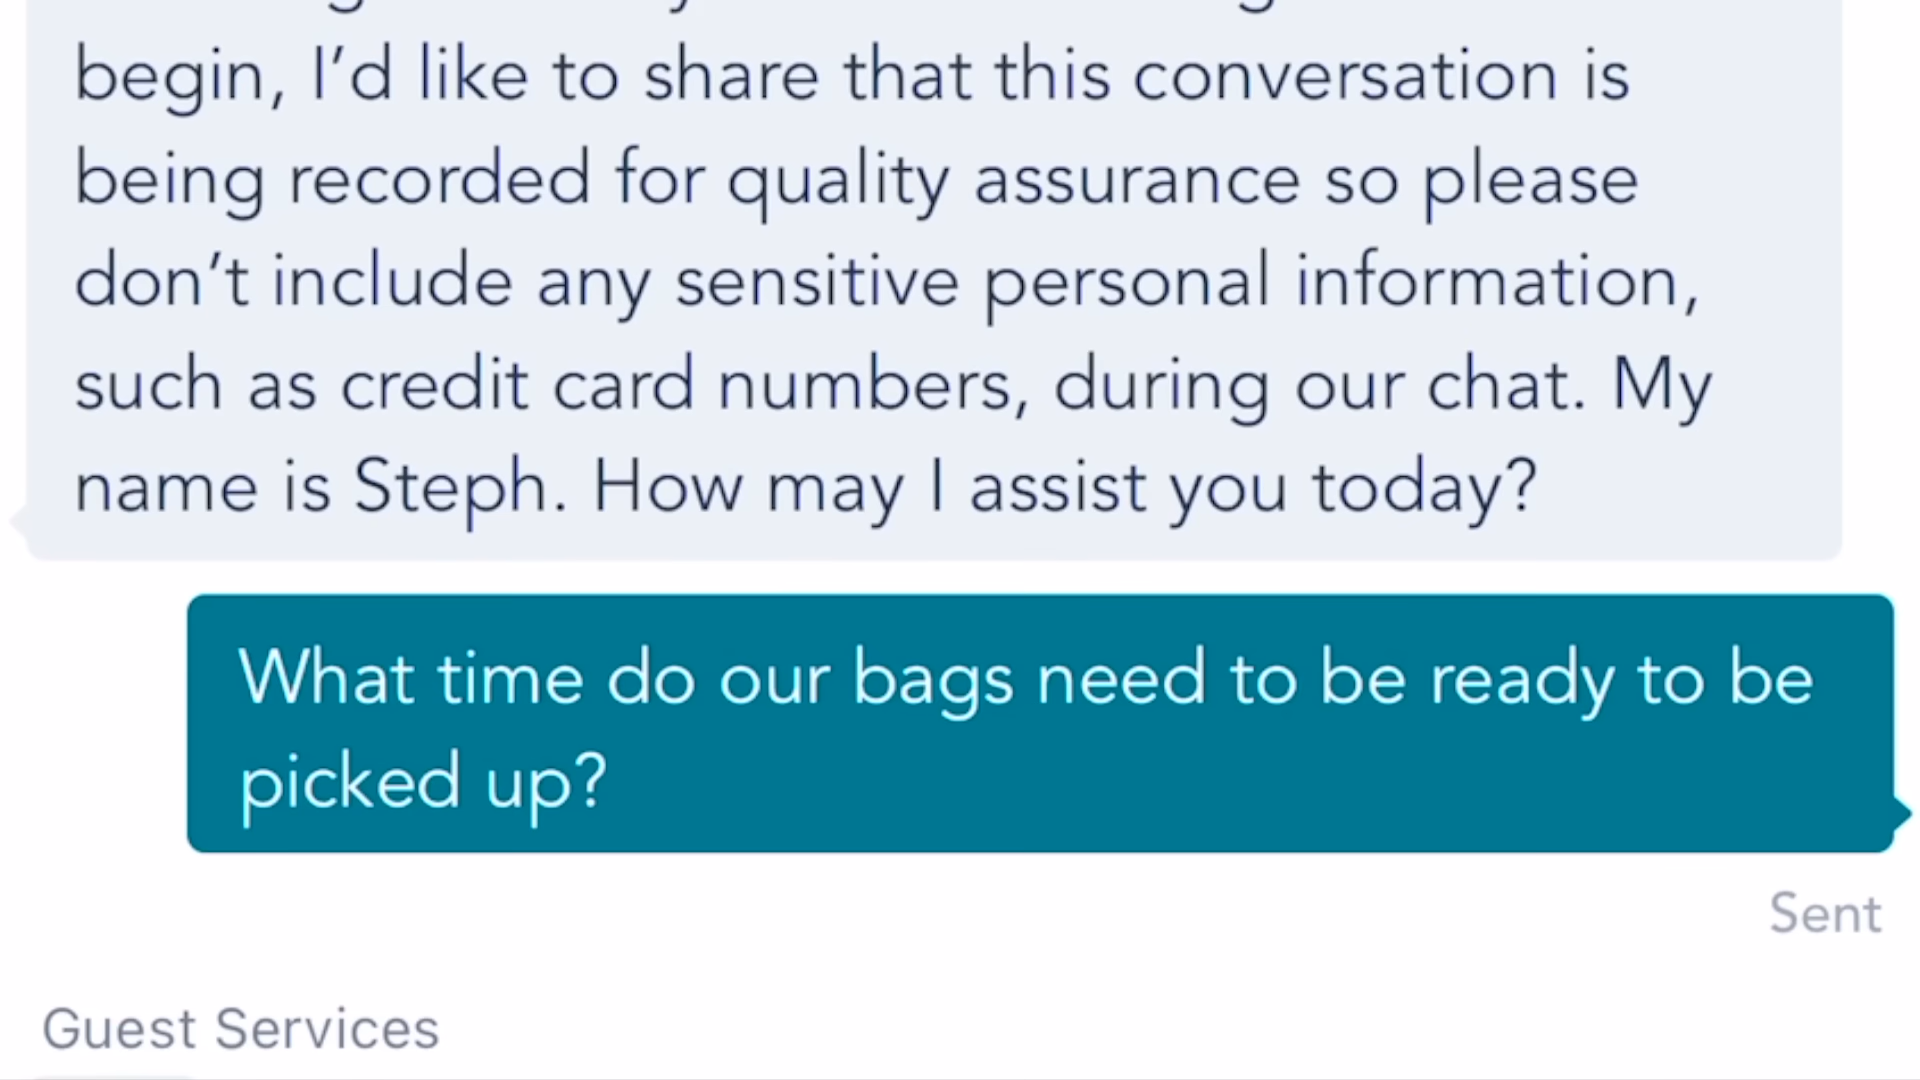 begin, I’d like to share that this conversation is
being recorded for quality assurance so please
don’t include any sensitive personal information,
such as credit card numbers, during our chat. My
name is Steph. How may I assist you today?
What time do our bags need to be ready to be
picked up?
Sent
Guest Services